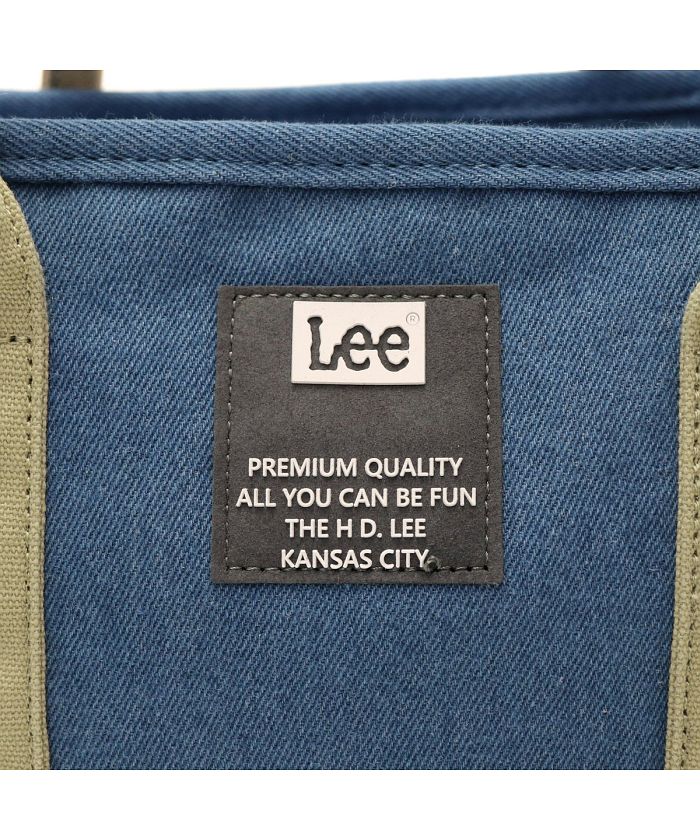 Lee®
PREMIUM QUALITY
ALL YOU CAN BE FUN
THE H D. LEE
KANSAS CITY